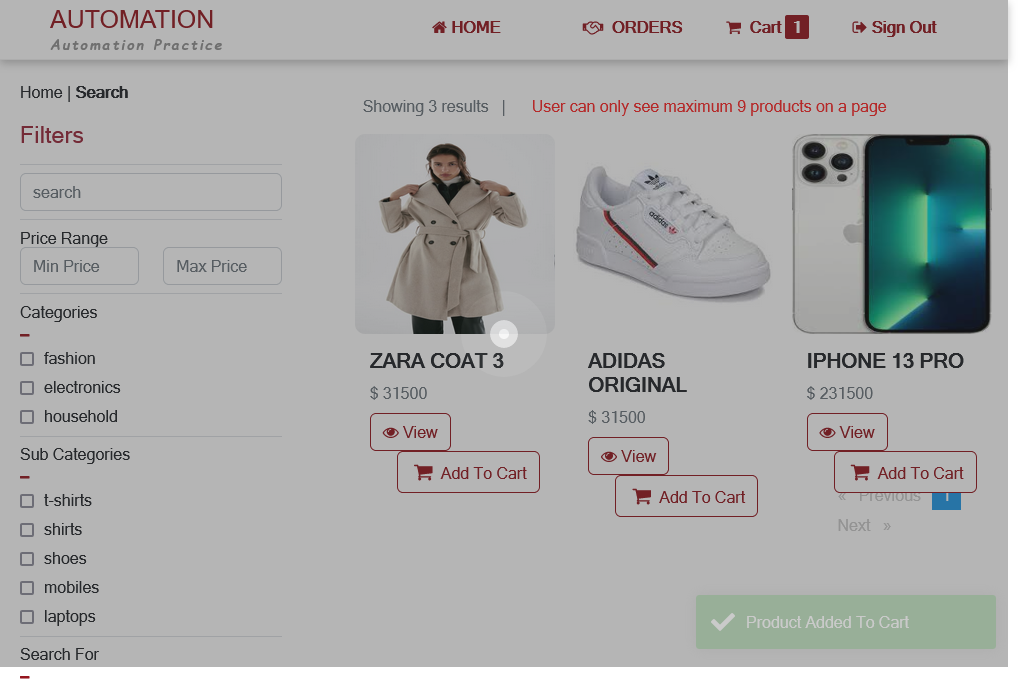 AUTOMATION
Automation Practice
HOME
ORDERS
Cart 1
Sign Out
Home | Search
Filters
search
Price Range
Min Price
Max Price
Categories
fashion
electronics
household
Sub Categories
t-shirts
shirts
shoes
mobiles
laptops
Search For
Showing 3 results |
User can only see maximum 9 products on a page
ZARA COAT 3
$ 31500
View
Add To Cart
adidas
ADIDAS
ORIGINAL
$ 31500
View
Add To Cart
IPHONE 13 PRO
$ 231500
View
Add To Cart
« Previous 1
Next »
Product Added To Cart